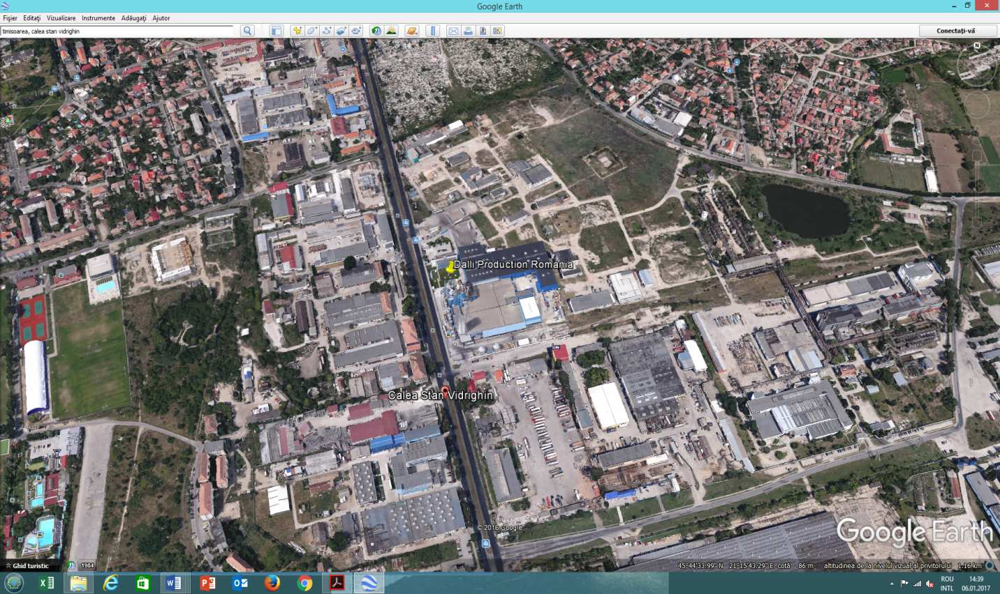 Google Earth
Fișier Editați Vizualizare Instrumente Adăugați Ajutor
timisoarea, calea stan vidrighin
Conectați-vă
N
Dalli Production Romania
Calea Stan Vidrighin
© 2016 Google
Google Earth
Ghid turistic
1984
45°44'33.99" N 21°15'43.29" E cotă 86 m altitudinea de la nivelul vizual al privitorului 1.16 km
ROU 14:39
INTL 06.01.2017